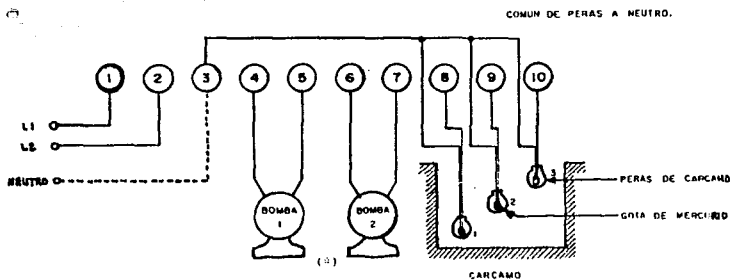 COMUN DE PERAS A NEUTRO.
1 2 3 4 5 6 7 8 9 10
L1
L2
NEUTRO
BOMBA
1
BOMBA
2
3
PERAS DE CARCAMO
2
GOTA DE MERCURIO
1
CARCAMO